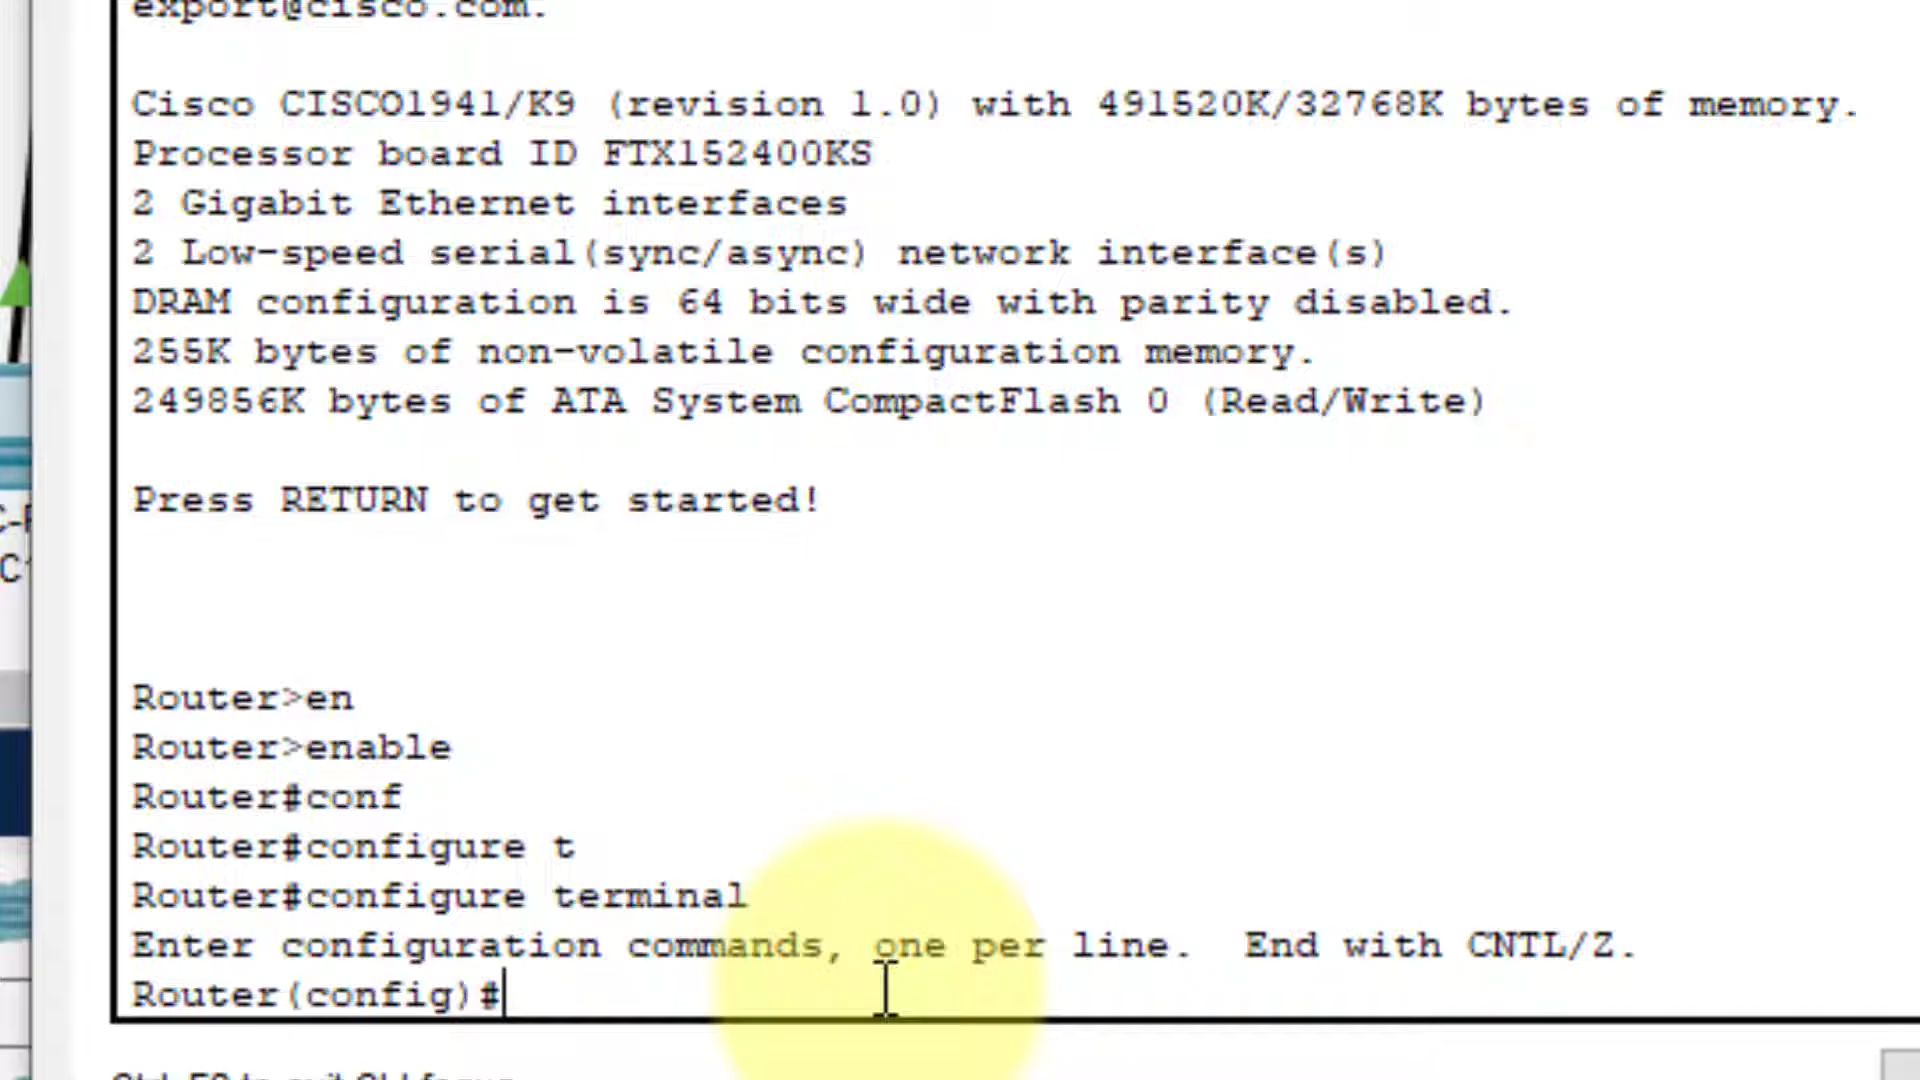 export@cisco.com.
Cisco CISCO1941/K9 (revision 1.0) with 491520K/32768K bytes of memory.
Processor board ID FTX152400KS
2 Gigabit Ethernet interfaces
2 Low-speed serial(sync/async) network interface(s)
DRAM configuration is 64 bits wide with parity disabled.
255K bytes of non-volatile configuration memory.
249856K bytes of ATA System CompactFlash 0 (Read/Write)
Press RETURN to get started!
Router>en
Router>enable
Router#conf
Router#configure t
Router#configure terminal
Enter configuration commands, one per line.  End with CNTL/Z.
Router(config)#